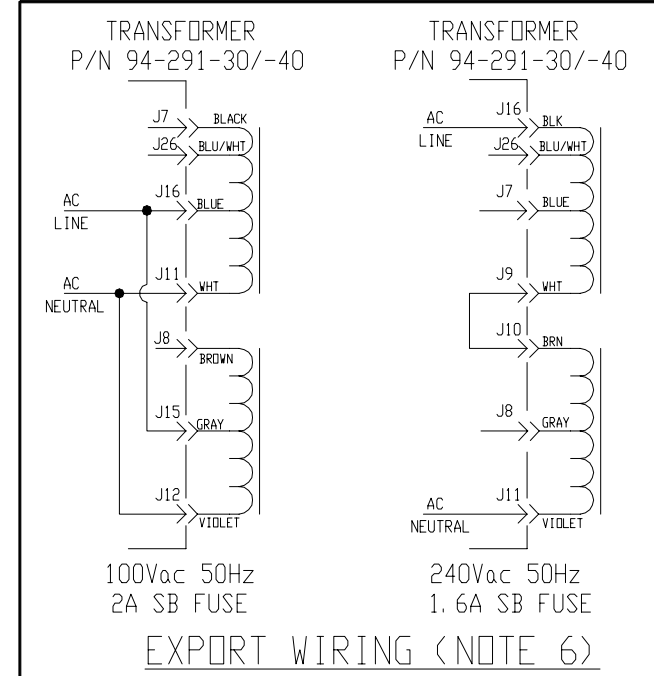 TRANSFORMER
P/N 94-291-30/-40
J7 BLACK
J26 BLU/WHT
J16 BLUE
AC LINE
J11 WHT
AC NEUTRAL
J8 BROWN
J15 GRAY
J12 VIOLET
100Vac 50Hz
2A SB FUSE
TRANSFORMER
P/N 94-291-30/-40
J16 BLK
AC LINE
J26 BLU/WHT
J7 BLUE
J9 WHT
J10 BRN
J8 GRAY
J11 VIOLET
AC NEUTRAL
240Vac 50Hz
1.6A SB FUSE
EXPORT WIRING (NOTE 6)